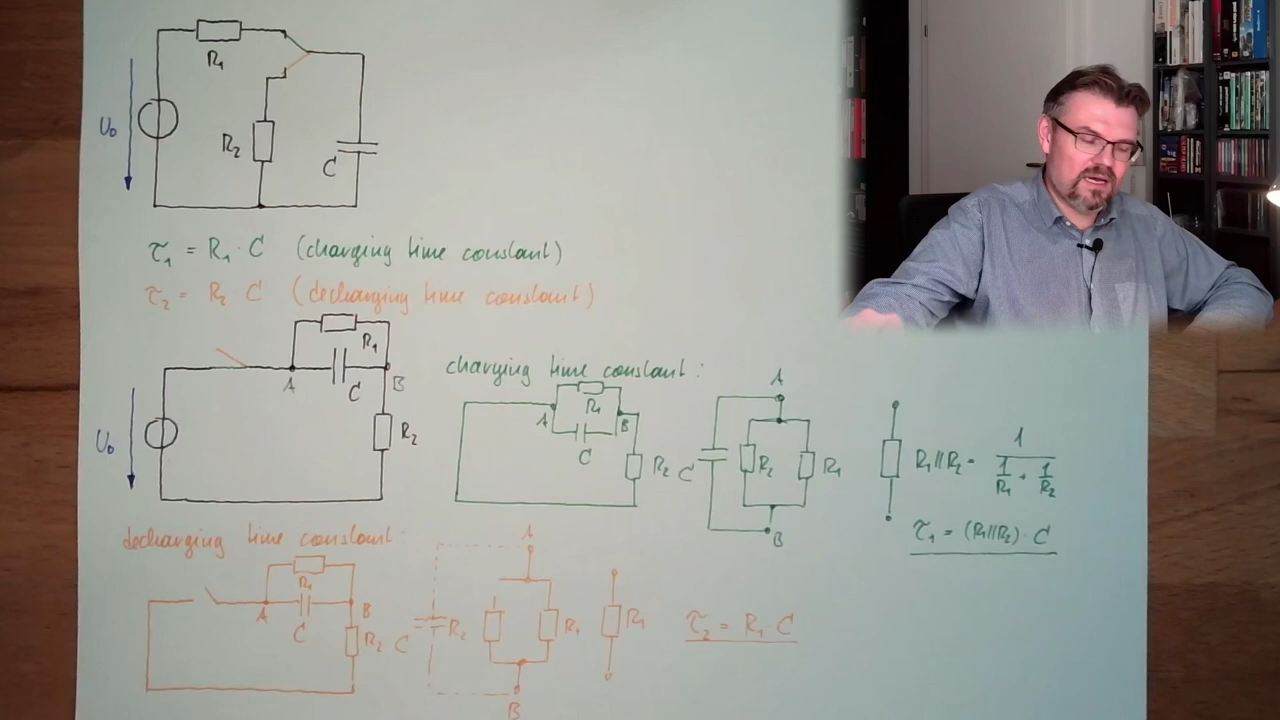 R₁
U₀
R₂
C
τ₁ = R₁ · C (charging time constant)
τ₂ = R₂ C (decharging time constant)
R₁
A
C
B
U₀
R₂
charging time constant:
A
R₁
B
C
R₂
A
C
R₂
R₁
B
R₁//R₂ = 1
1/R₁ + 1/R₂
τ₁ = (R₁//R₂) · C
decharging time constant:
R₁
A
B
C
R₂
A
C
R₂
R₁
B
R₁
τ₂ = R₁ C